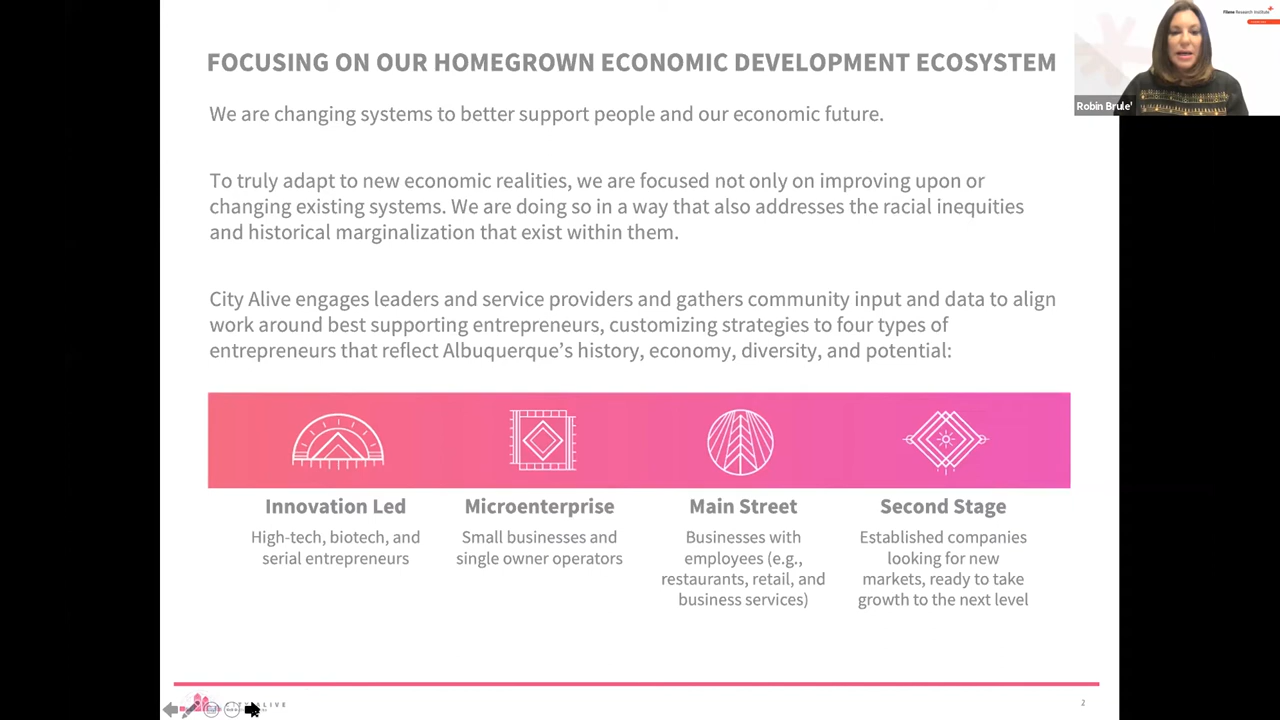 FOCUSING ON OUR HOMEGROWN ECONOMIC DEVELOPMENT ECOSYSTEM
We are changing systems to better support people and our economic future.
To truly adapt to new economic realities, we are focused not only on improving upon or
changing existing systems. We are doing so in a way that also addresses the racial inequities
and historical marginalization that exist within them.
City Alive engages leaders and service providers and gathers community input and data to align
work around best supporting entrepreneurs, customizing strategies to four types of
entrepreneurs that reflect Albuquerque's history, economy, diversity, and potential:
Innovation Led
High-tech, biotech, and
serial entrepreneurs
Microenterprise
Small businesses and
single owner operators
Main Street
Businesses with
employees (e.g.,
restaurants, retail, and
business services)
Second Stage
Established companies
looking for new
markets, ready to take
growth to the next level
2
Filene Research Institute
Robin Brule'